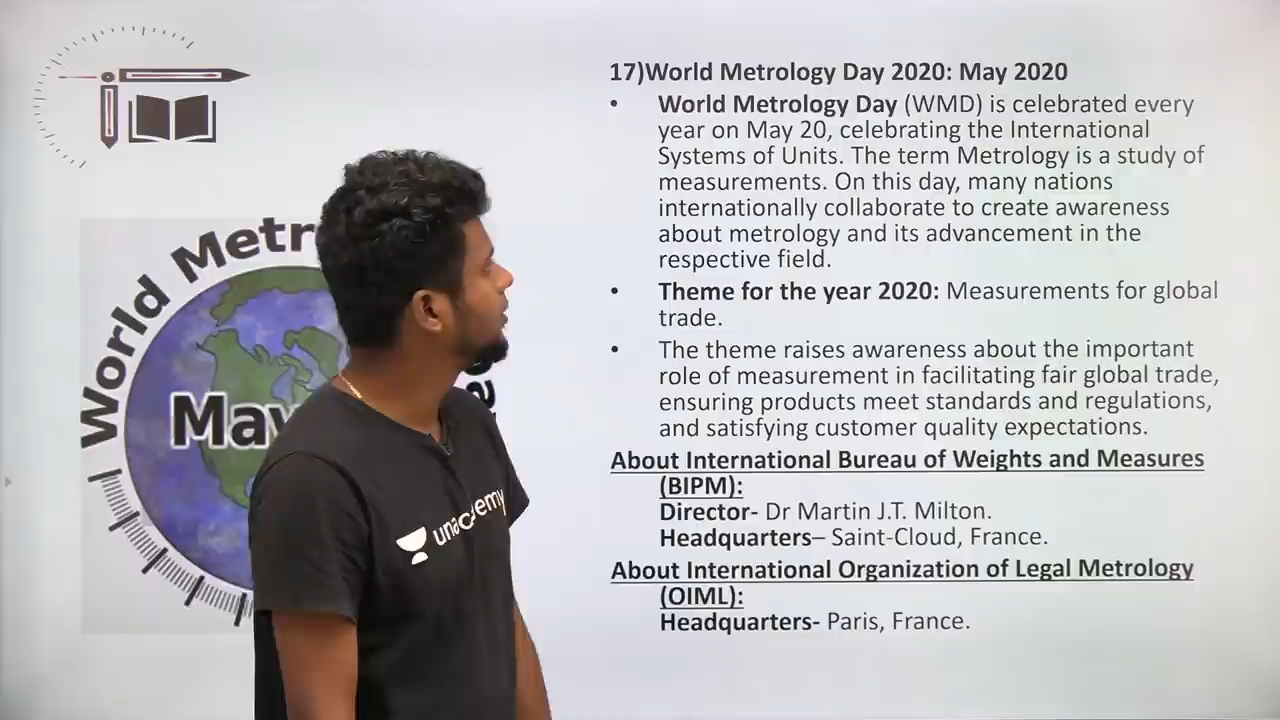 17)World Metrology Day 2020: May 2020
• World Metrology Day (WMD) is celebrated every
year on May 20, celebrating the International
Systems of Units. The term Metrology is a study of
measurements. On this day, many nations
internationally collaborate to create awareness
about metrology and its advancement in the
respective field.
• Theme for the year 2020: Measurements for global
trade.
• The theme raises awareness about the important
role of measurement in facilitating fair global trade,
ensuring products meet standards and regulations,
and satisfying customer quality expectations.
About International Bureau of Weights and Measures
(BIPM):
Director- Dr Martin J.T. Milton.
Headquarters– Saint-Cloud, France.
About International Organization of Legal Metrology
(OIML):
Headquarters- Paris, France.
World Metr
May
unacademy